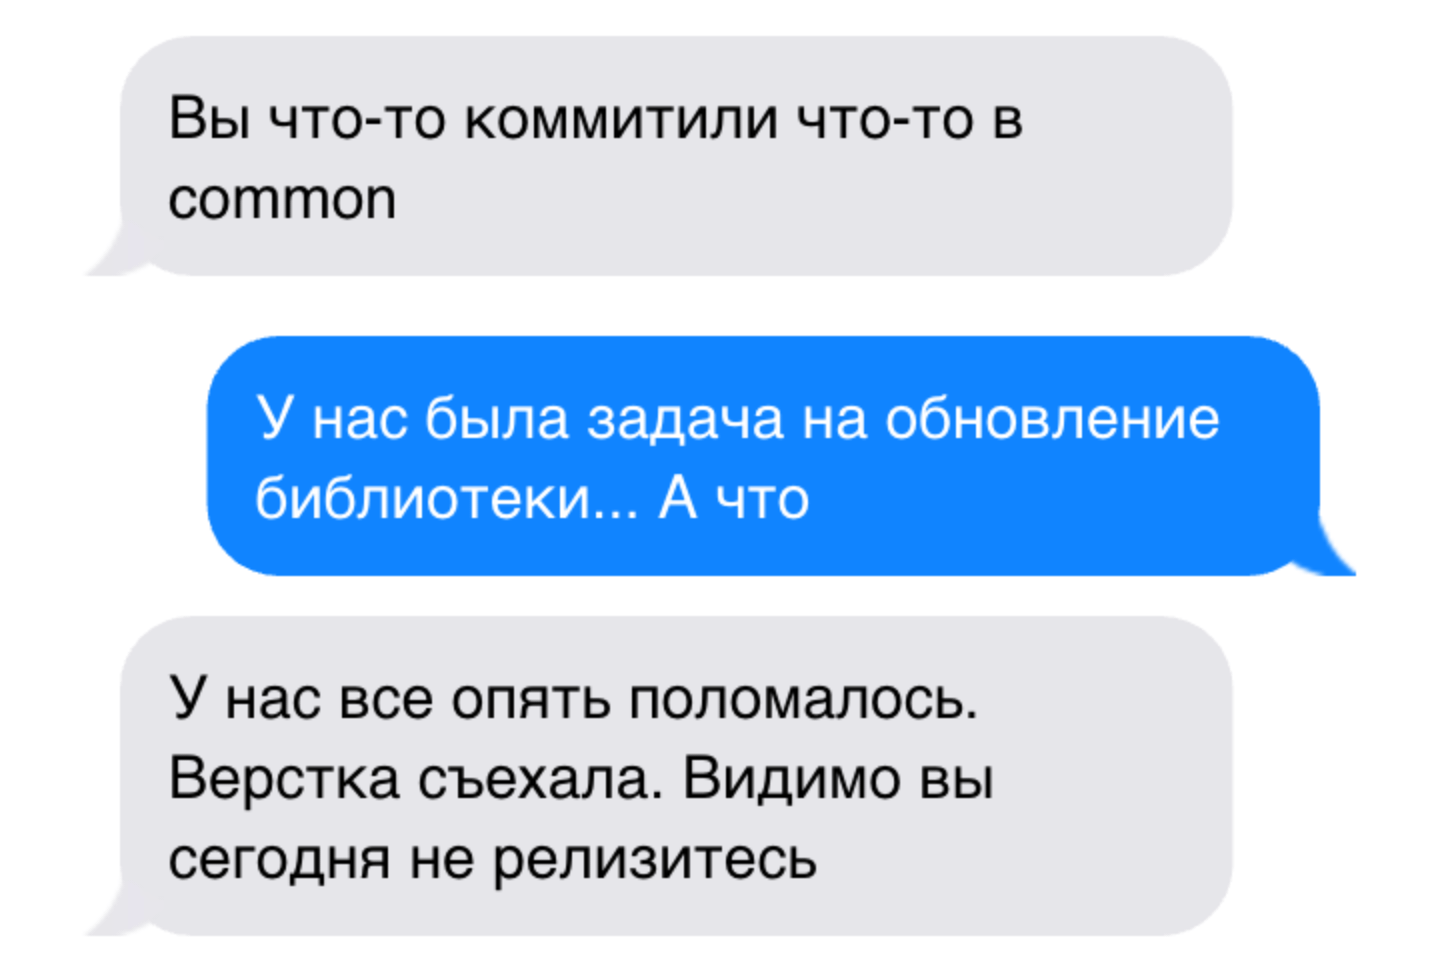 Вы что-то коммитили что-то в
common
У нас была задача на обновление
библиотеки... А что
У нас все опять поломалось.
Верстка съехала. Видимо вы
сегодня не релизитесь